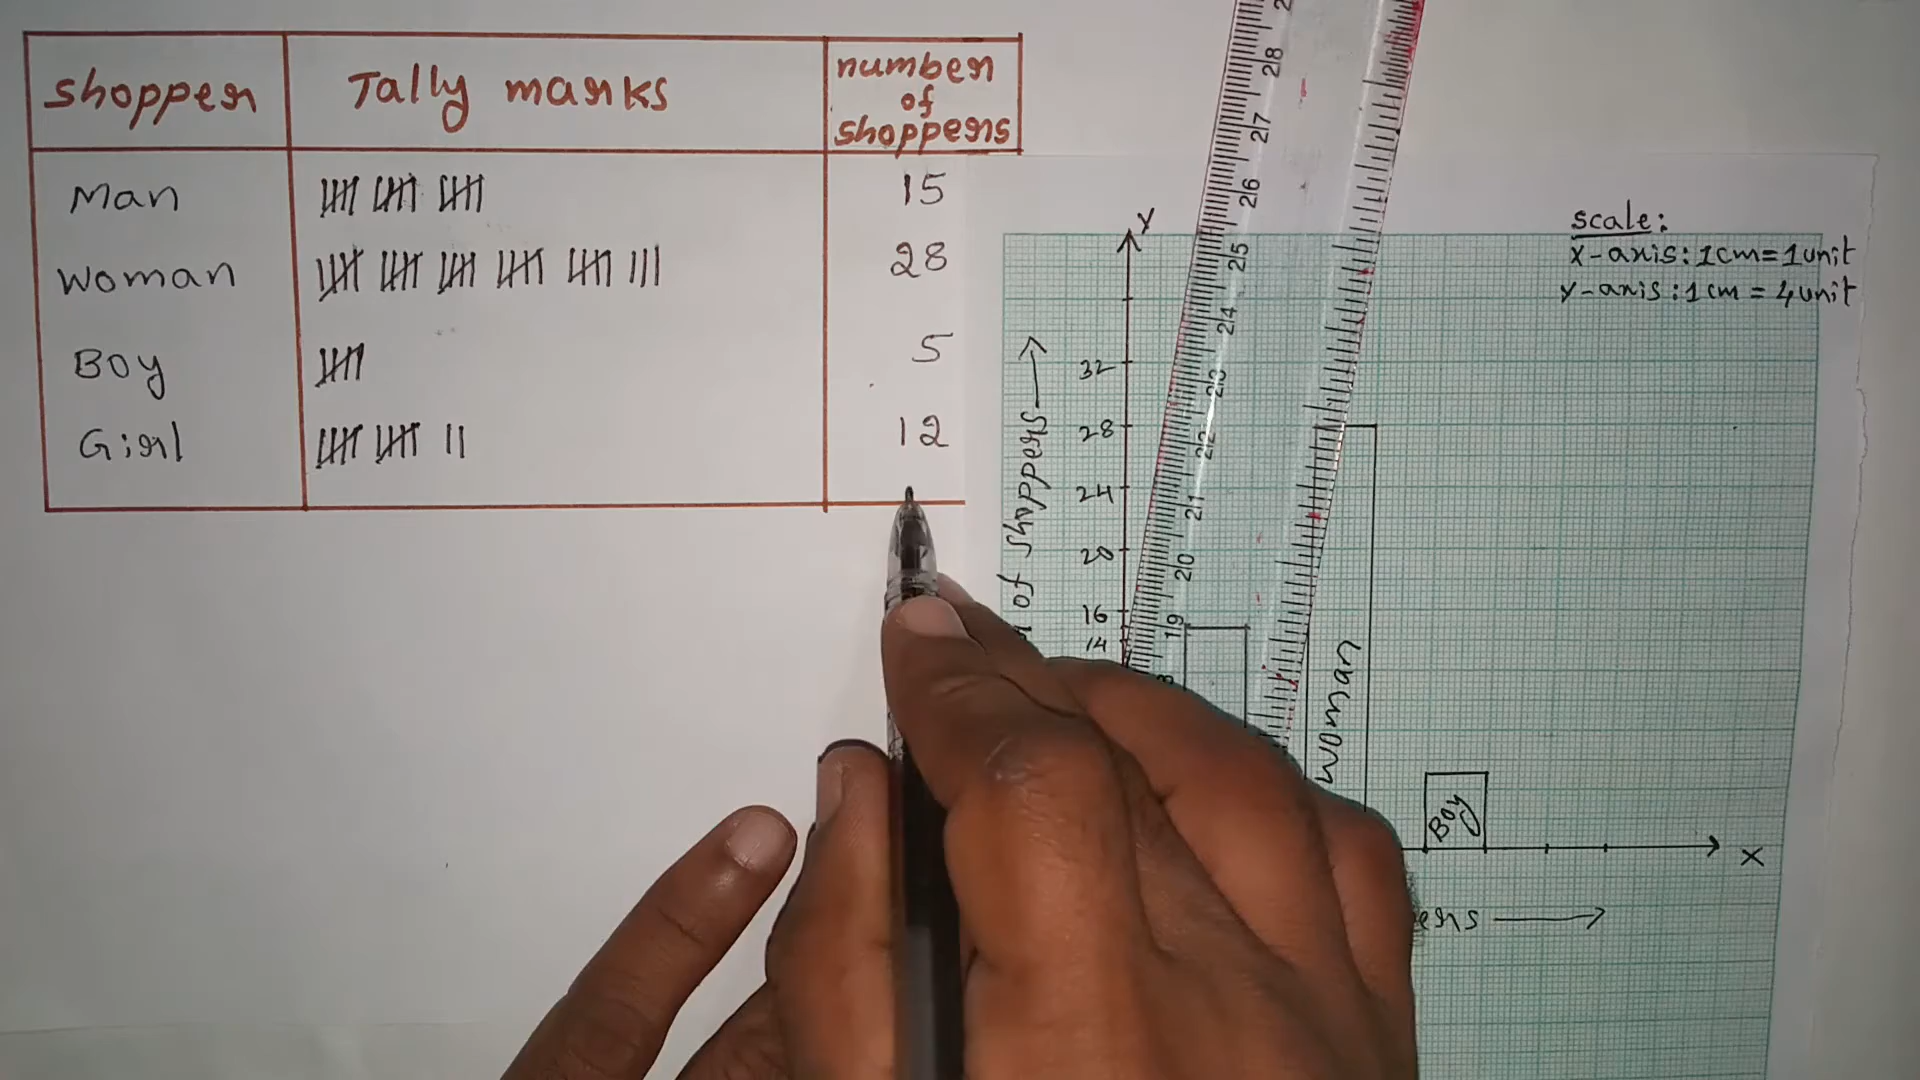 Shopper
Tally marks
number
of
shoppers
Man
15
Woman
28
Boy
5
Girl
12
Y
scale:
x-axis: 1cm = 1unit
y-axis: 1cm = 4unit
32
28
24
20
16
14
of shoppers
Woman
Boy
X
28
27
26
25
24
23
22
21
20
19